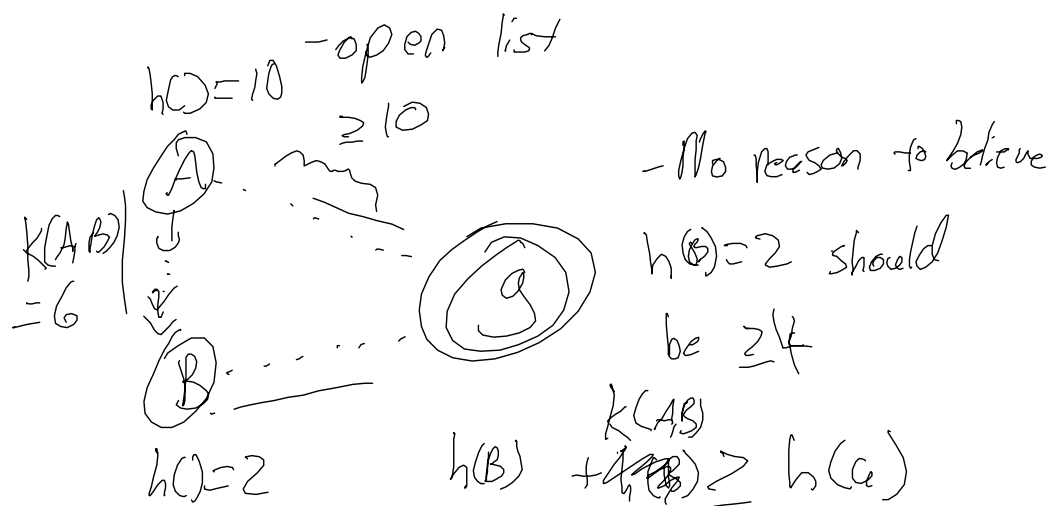 -open list
h()=10
≥10
A
K(A,B)
=6
B
h()=2
g
-No reason to believe
h(B)=2 should
be ≥4
K(A,B)
h(B) + ≥ h(a)